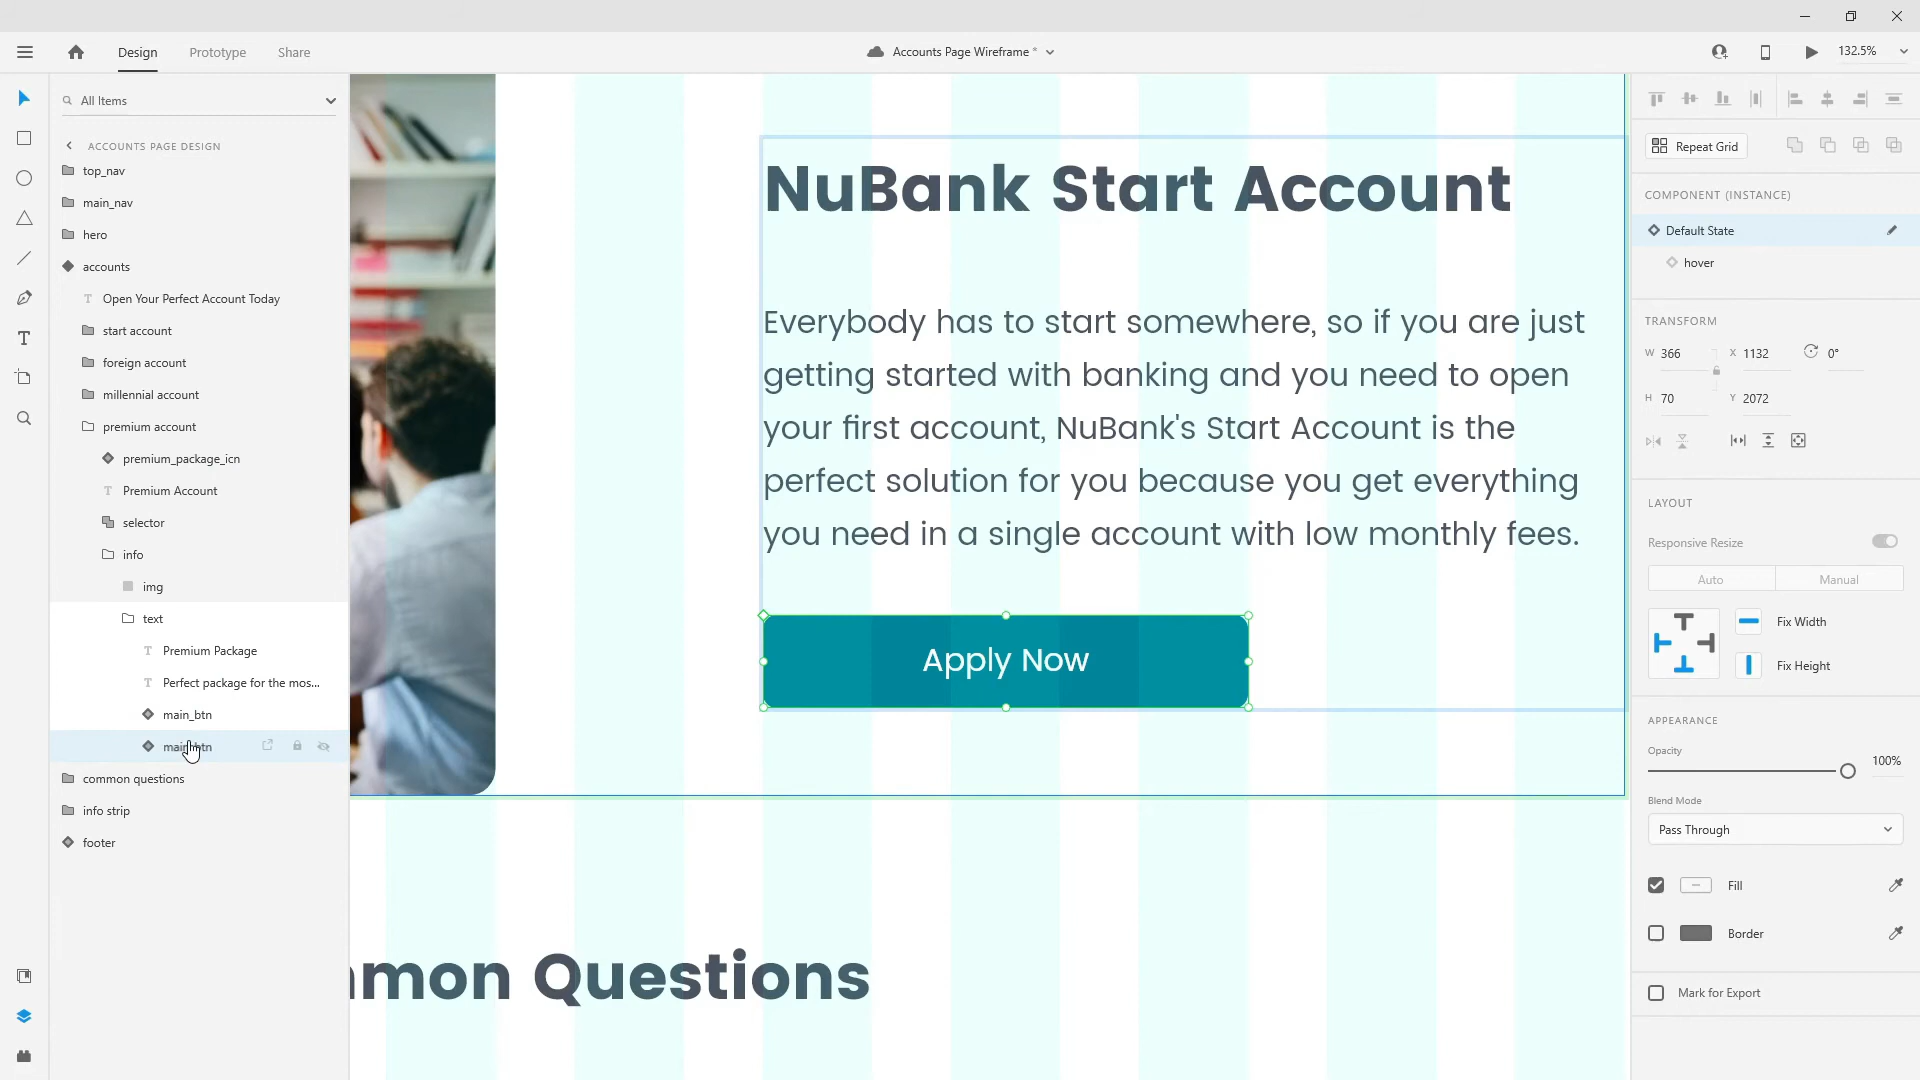 Design
Prototype
Share
Accounts Page Wireframe *
132.5%
All Items
ACCOUNTS PAGE DESIGN
top_nav
main_nav
hero
accounts
Open Your Perfect Account Today
start account
foreign account
millennial account
premium account
premium_package_icn
Premium Account
selector
info
img
text
Premium Package
Perfect package for the mos...
main_btn
main_btn
common questions
info strip
footer
NuBank Start Account
Everybody has to start somewhere, so if you are just
getting started with banking and you need to open
your first account, NuBank's Start Account is the
perfect solution for you because you get everything
you need in a single account with low monthly fees.
Apply Now
mmon Questions
Repeat Grid
COMPONENT (INSTANCE)
Default State
hover
TRANSFORM
W 366 X 1132 0°
H 70 Y 2072
LAYOUT
Responsive Resize
Auto Manual
Fix Width
Fix Height
APPEARANCE
Opacity
100%
Blend Mode
Pass Through
Fill
Border
Mark for Export